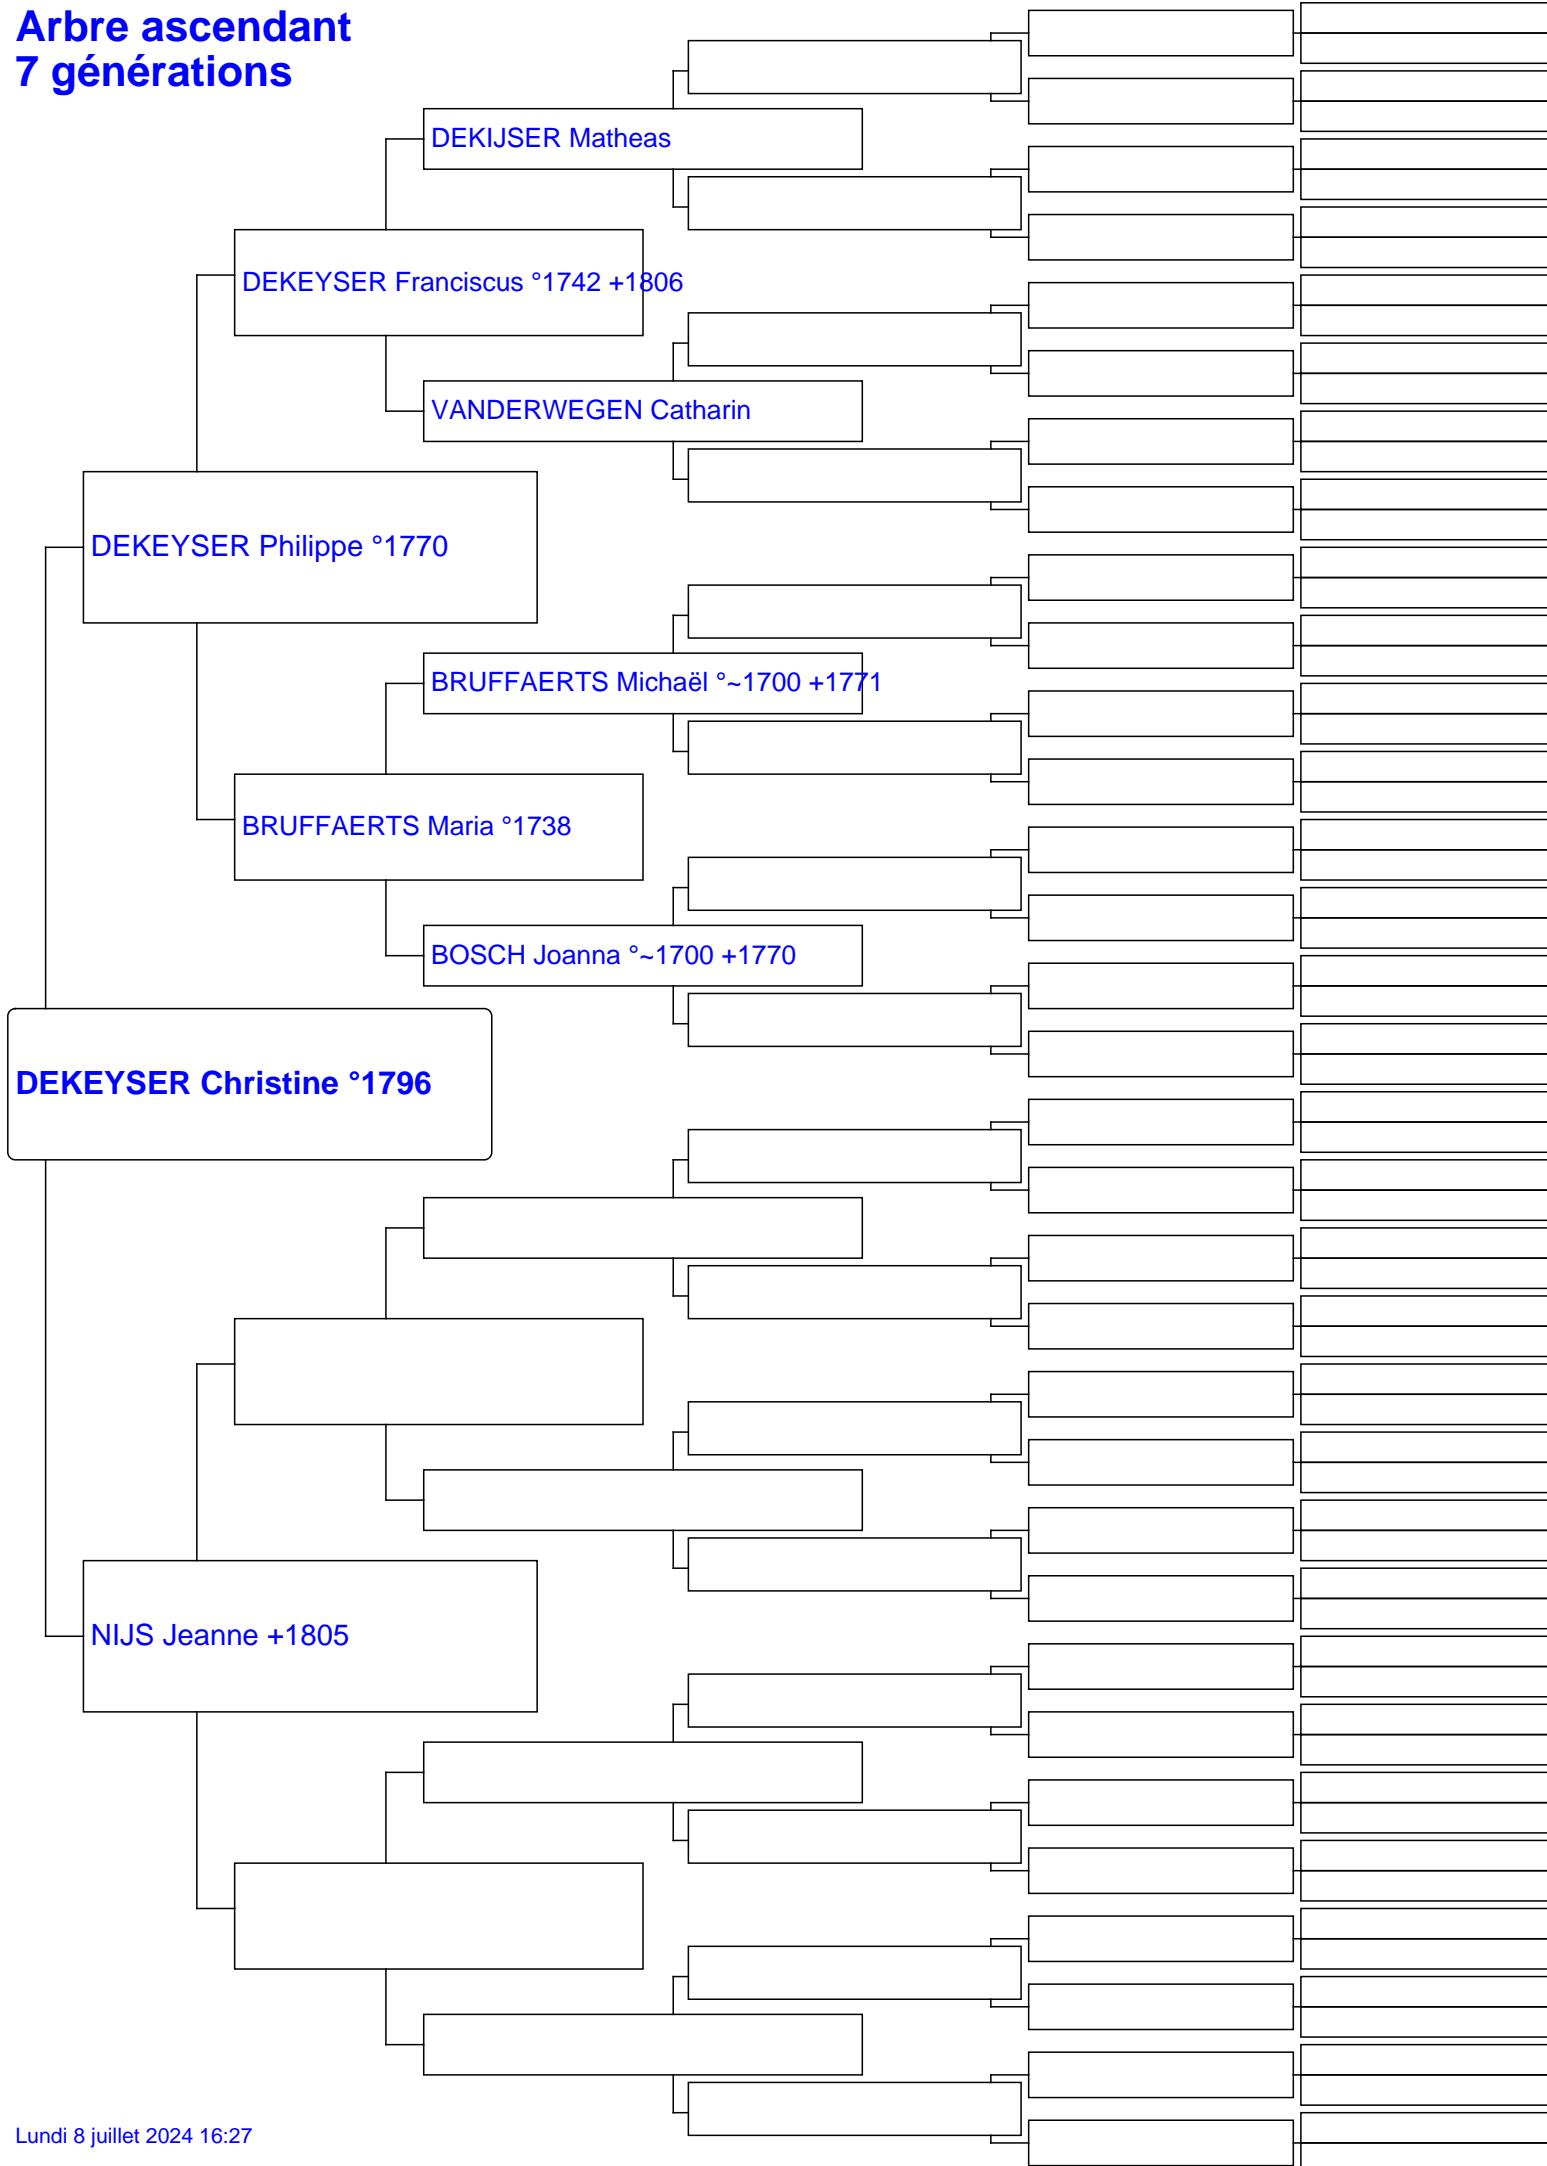 Arbre ascendant
7 générations
DEKIJSER Matheas
DEKEYSER Franciscus °1742 +1806
VANDERWEGEN Catharin
DEKEYSER Philippe °1770
BRUFFAERTS Michaël °~1700 +1771
BRUFFAERTS Maria °1738
BOSCH Joanna °~1700 +1770
DEKEYSER Christine °1796
NIJS Jeanne +1805
Lundi 8 juillet 2024 16:27